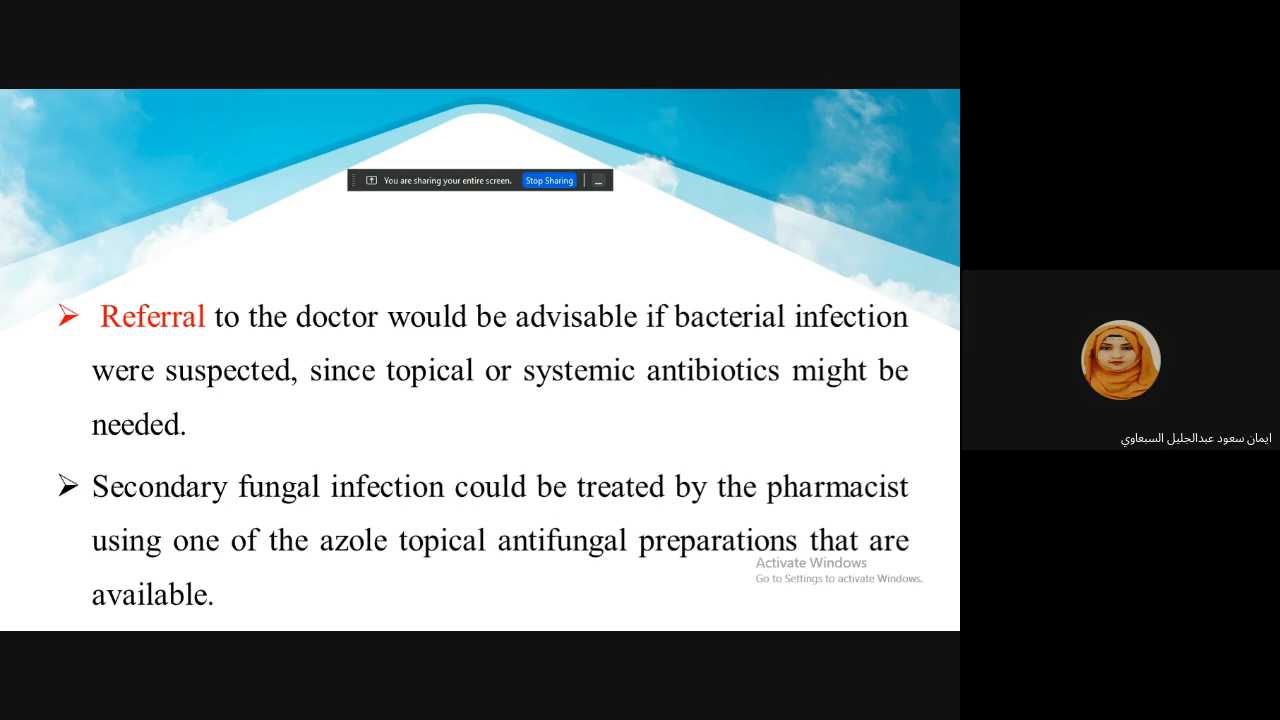 You are sharing your entire screen. Stop Sharing
➢ Referral to the doctor would be advisable if bacterial infection
were suspected, since topical or systemic antibiotics might be
needed.
➢ Secondary fungal infection could be treated by the pharmacist
using one of the azole topical antifungal preparations that are
available.
Activate Windows
Go to Settings to activate Windows.
ايمان سعود عبدالجليل السبعاوي